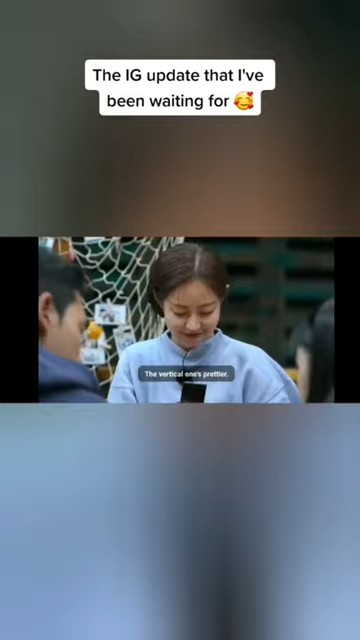 The IG update that I've
been waiting for 🥰
The vertical one's prettier.